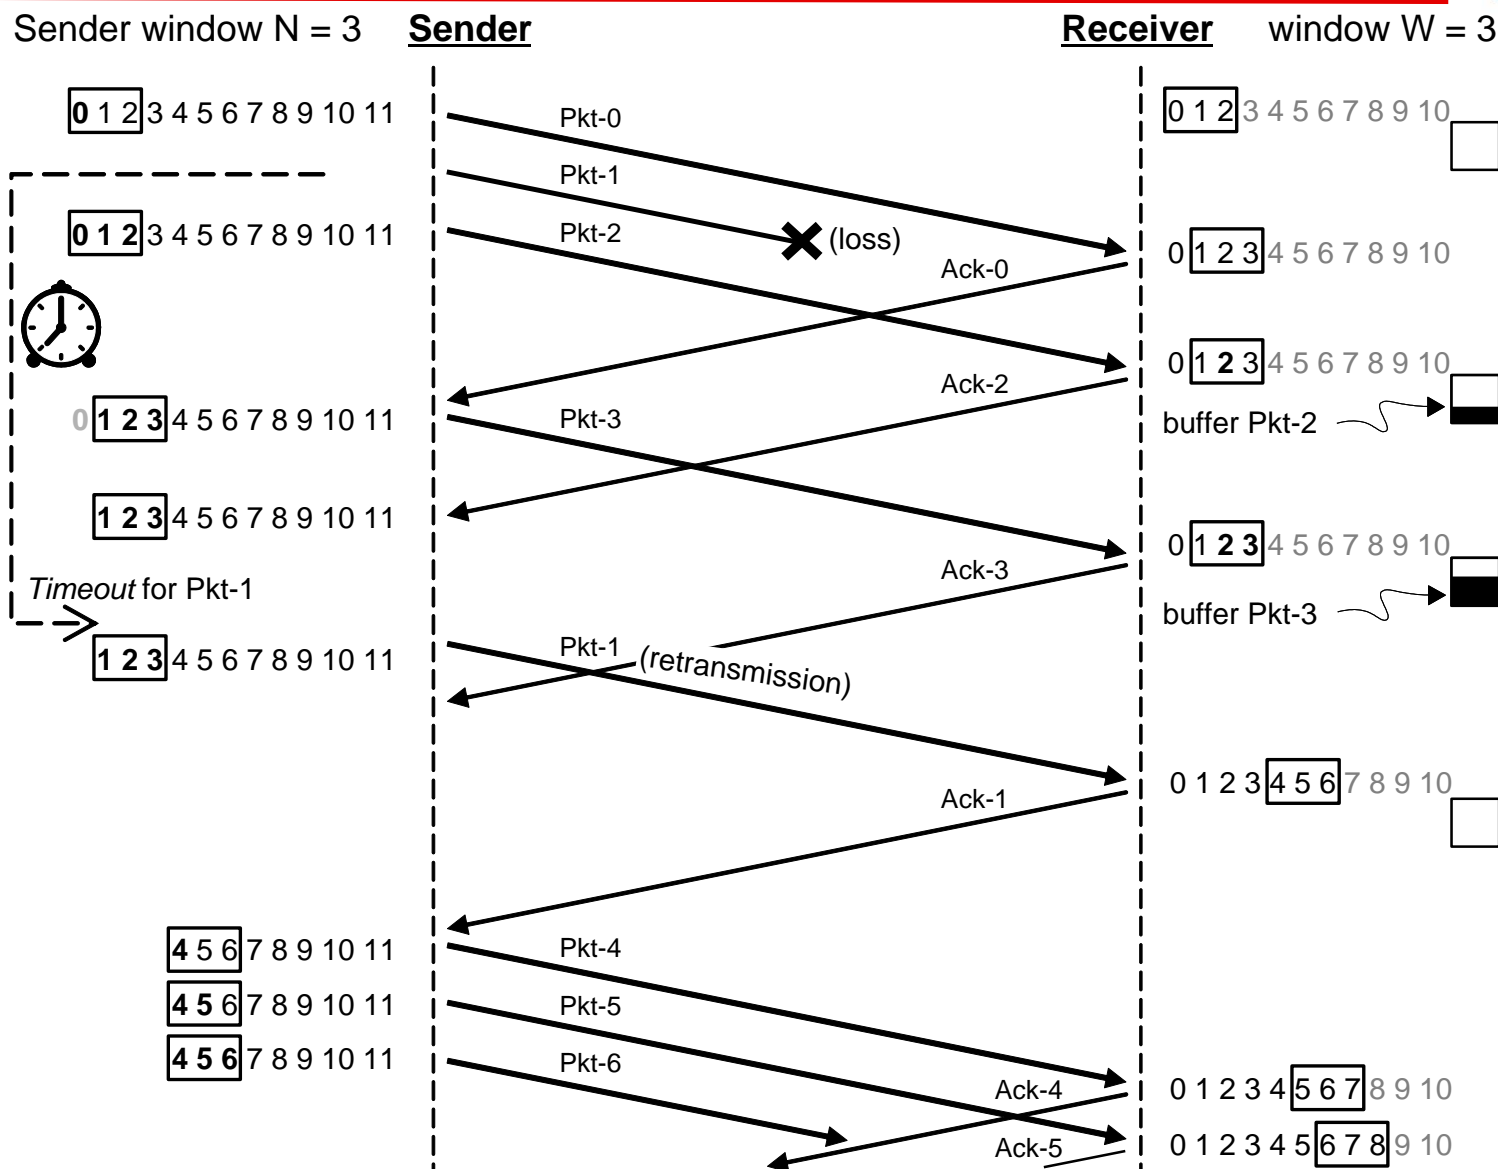 Sender window N = 3 Sender Receiver window W = 3
0 1 2 3 4 5 6 7 8 9 10 11 Pkt-0 0 1 2 3 4 5 6 7 8 9 10
Pkt-1
0 1 2 3 4 5 6 7 8 9 10 11 Pkt-2 (loss) 0 1 2 3 4 5 6 7 8 9 10
Ack-0
0 1 2 3 4 5 6 7 8 9 10
Ack-2
0 1 2 3 4 5 6 7 8 9 10 11 Pkt-3 buffer Pkt-2
1 2 3 4 5 6 7 8 9 10 11
0 1 2 3 4 5 6 7 8 9 10
Ack-3
Timeout for Pkt-1
buffer Pkt-3
1 2 3 4 5 6 7 8 9 10 11 Pkt-1 (retransmission)
0 1 2 3 4 5 6 7 8 9 10
Ack-1
4 5 6 7 8 9 10 11 Pkt-4
4 5 6 7 8 9 10 11 Pkt-5
4 5 6 7 8 9 10 11 Pkt-6
Ack-4 0 1 2 3 4 5 6 7 8 9 10
Ack-5 0 1 2 3 4 5 6 7 8 9 10